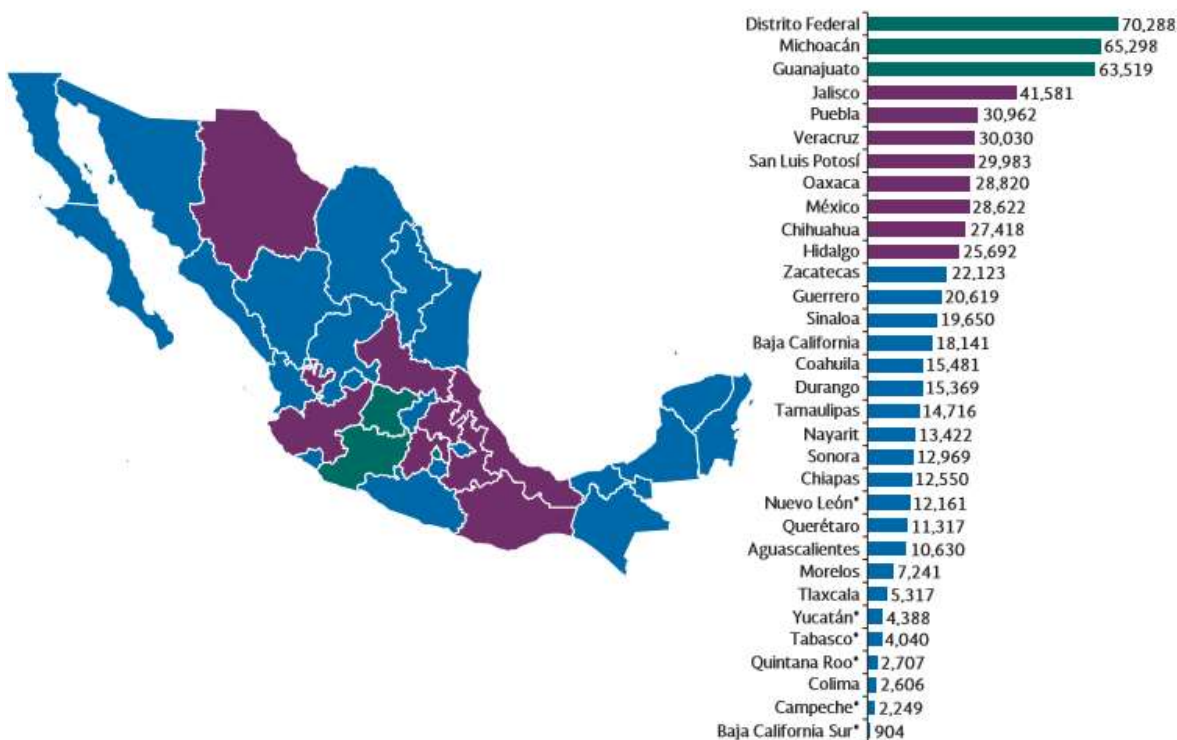 Distrito Federal 70,288
Michoacán 65,298
Guanajuato 63,519
Jalisco 41,581
Puebla 30,962
Veracruz 30,030
San Luis Potosí 29,983
Oaxaca 28,820
México 28,622
Chihuahua 27,418
Hidalgo 25,692
Zacatecas 22,123
Guerrero 20,619
Sinaloa 19,650
Baja California 18,141
Coahuila 15,481
Durango 15,369
Tamaulipas 14,716
Nayarit 13,422
Sonora 12,969
Chiapas 12,550
Nuevo León* 12,161
Querétaro 11,317
Aguascalientes 10,630
Morelos 7,241
Tlaxcala 5,317
Yucatán* 4,388
Tabasco* 4,040
Quintana Roo* 2,707
Colima 2,606
Campeche* 2,249
Baja California Sur* 904